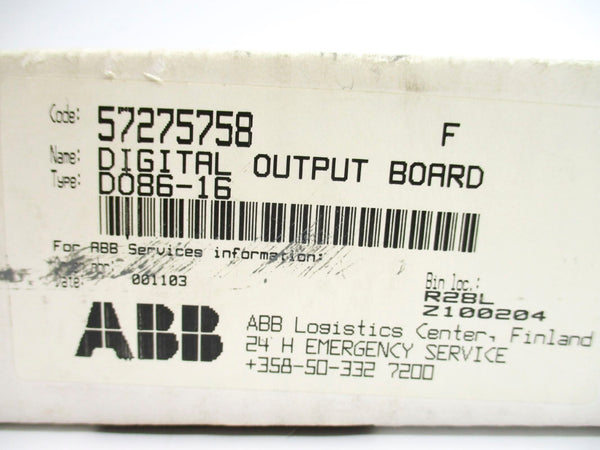 Code: 57275758 F
Name: DIGITAL OUTPUT BOARD
Type: DO86-16
For ABB Services information:
Date: 001103
Bin loc.:
R28L
Z100204
ABB
ABB Logistics Center, Finland
24 H EMERGENCY SERVICE
+358-50-332 7200